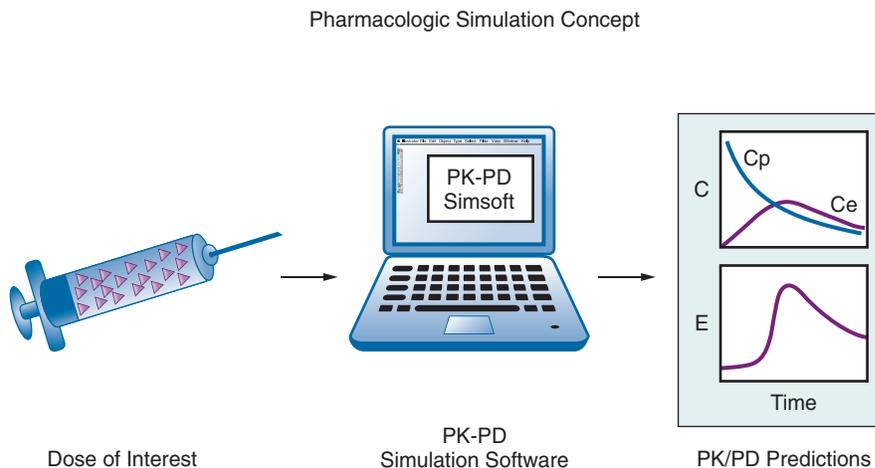 Pharmacologic Simulation Concept
PK-PD
Simsoft
C
Cp
Ce
E
Time
Dose of Interest
PK-PD
Simulation Software
PK/PD Predictions